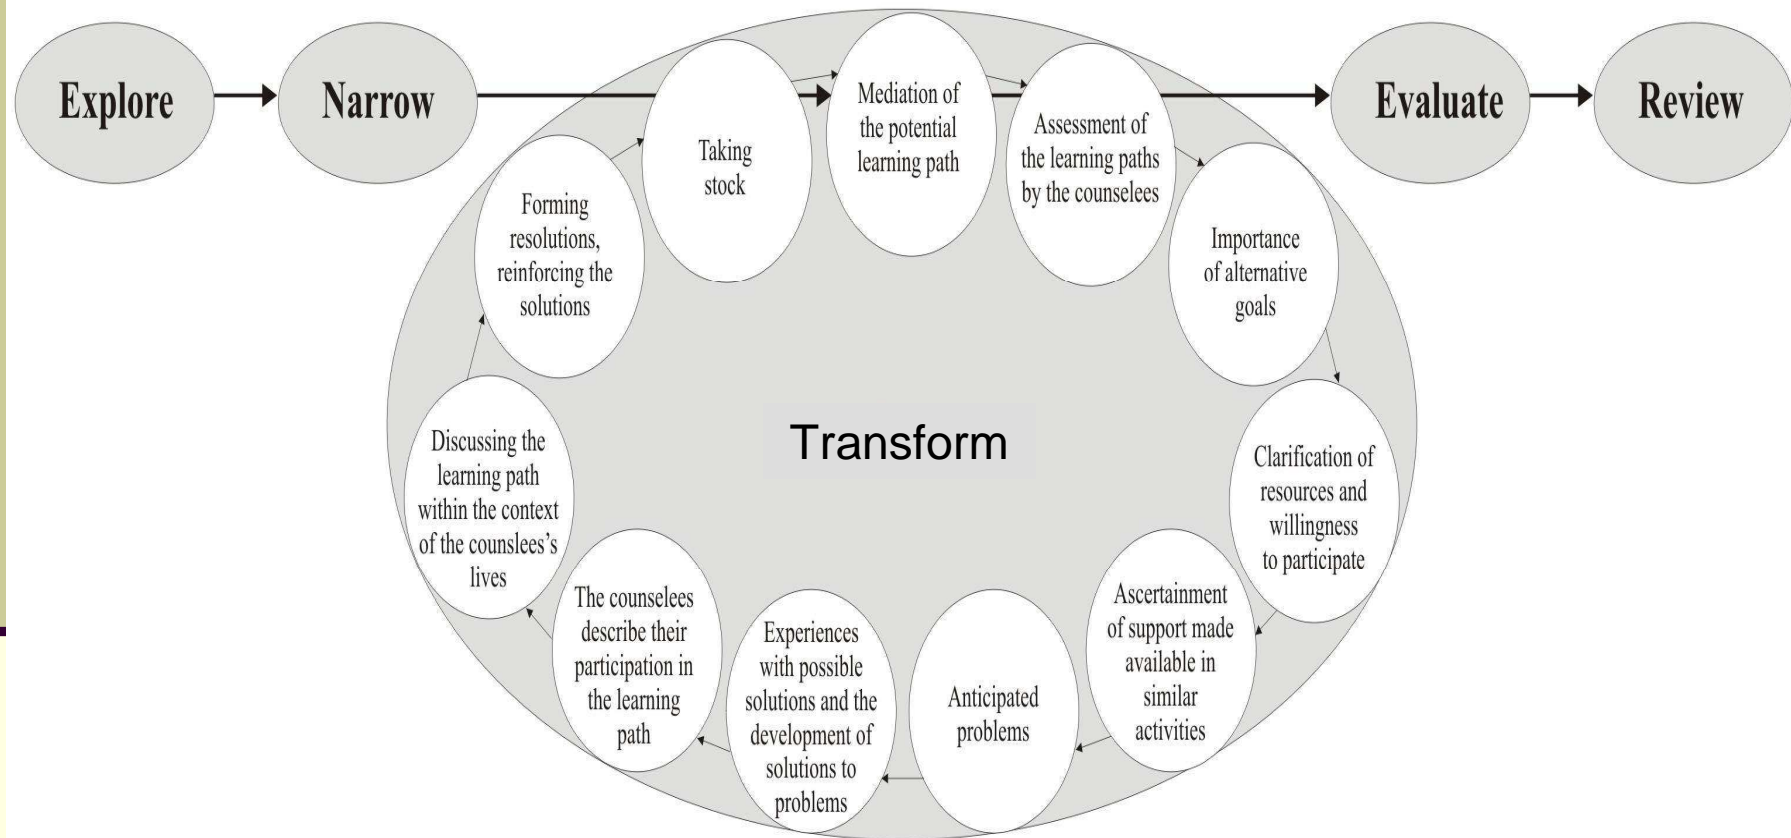 Explore
Narrow
Evaluate
Review
Mediation of
the potential
learning path
Assessment of
the learning paths
by the counselees
Importance
of alternative
goals
Clarification of
resources and
willingness
to participate
Ascertainment
of support made
available in
similar
activities
Anticipated
problems
Experiences
with possible
solutions and the
development of
solutions to
problems
The counselees
describe their
participation in
the learning
path
Discussing the
learning path
within the context
of the counslees's
lives
Forming
resolutions,
reinforcing the
solutions
Taking
stock
Transform